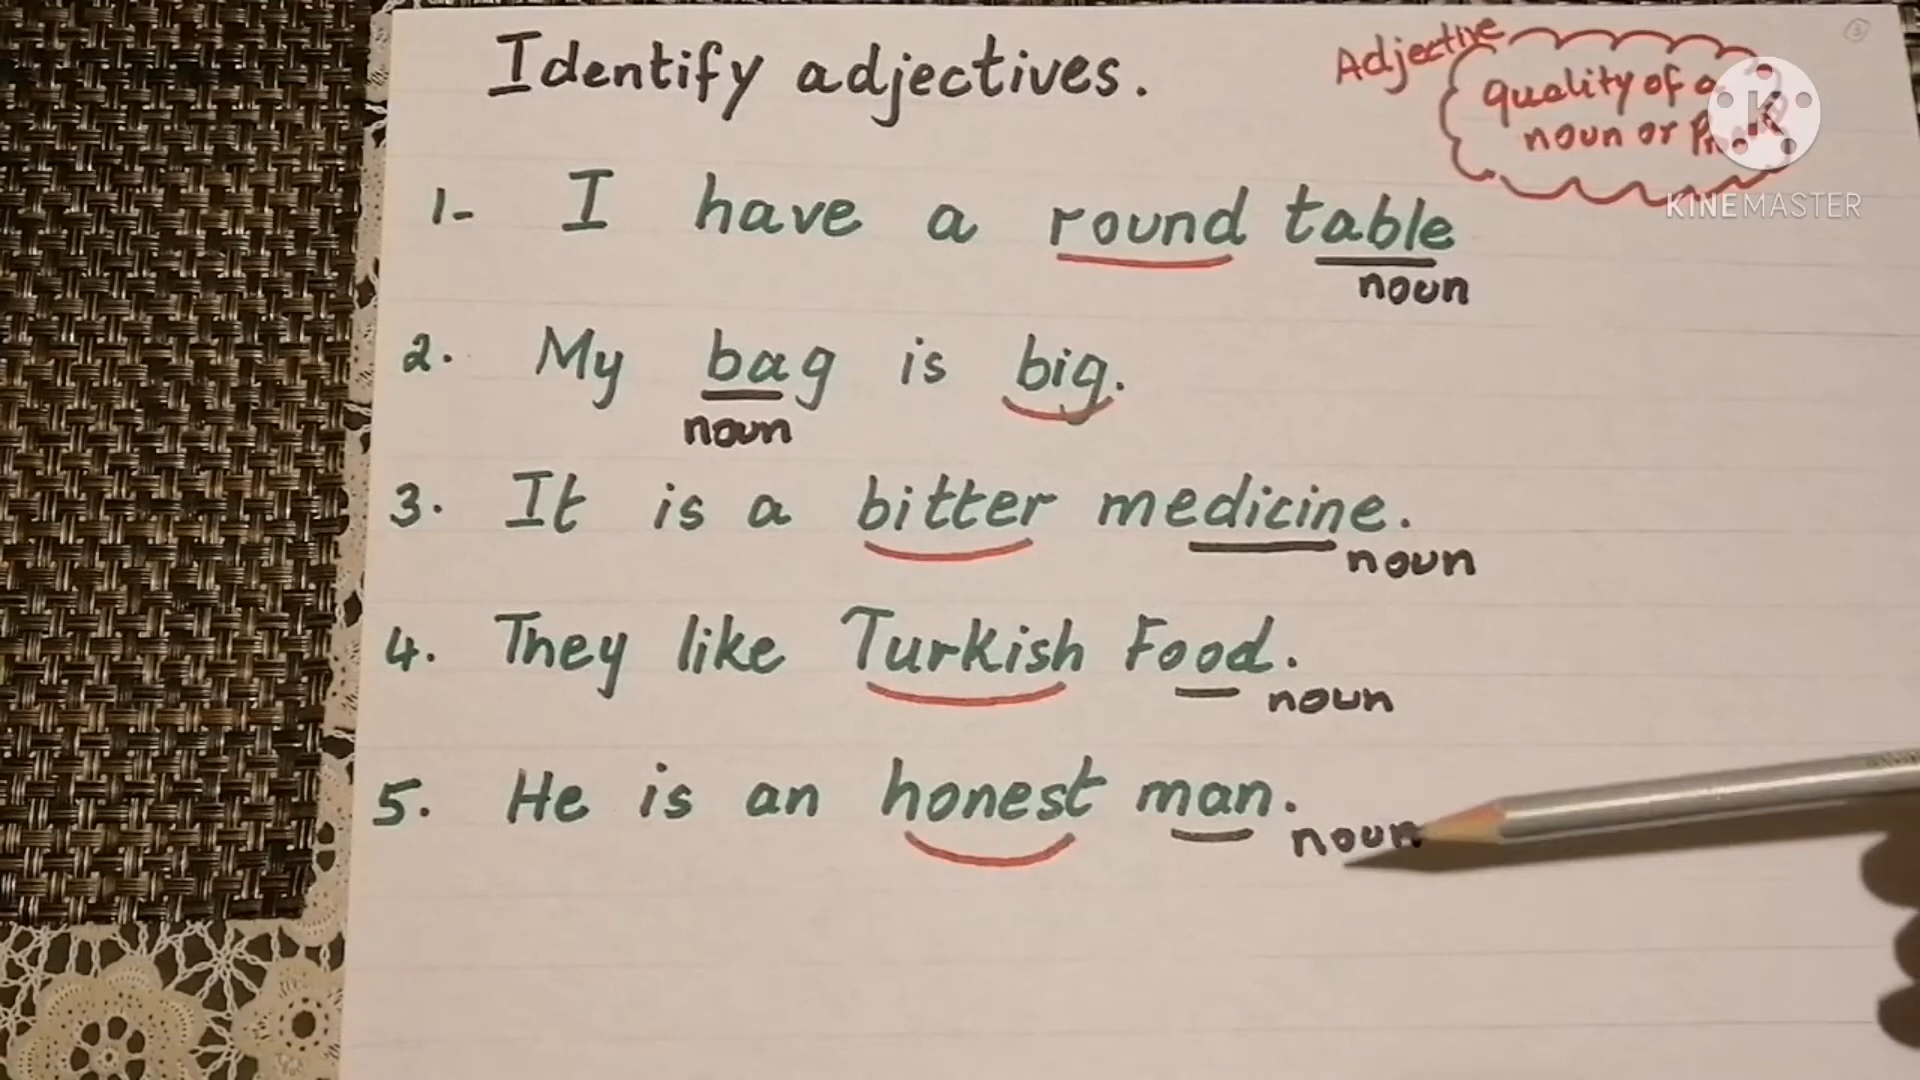 Identify adjectives.
Adjective
quality of a
noun or
KINEMASTER
1- I have a round table
noun
2. My bag is big.
noun
3. It is a bitter medicine.
noun
4. They like Turkish Food.
noun
5. He is an honest man.
noun